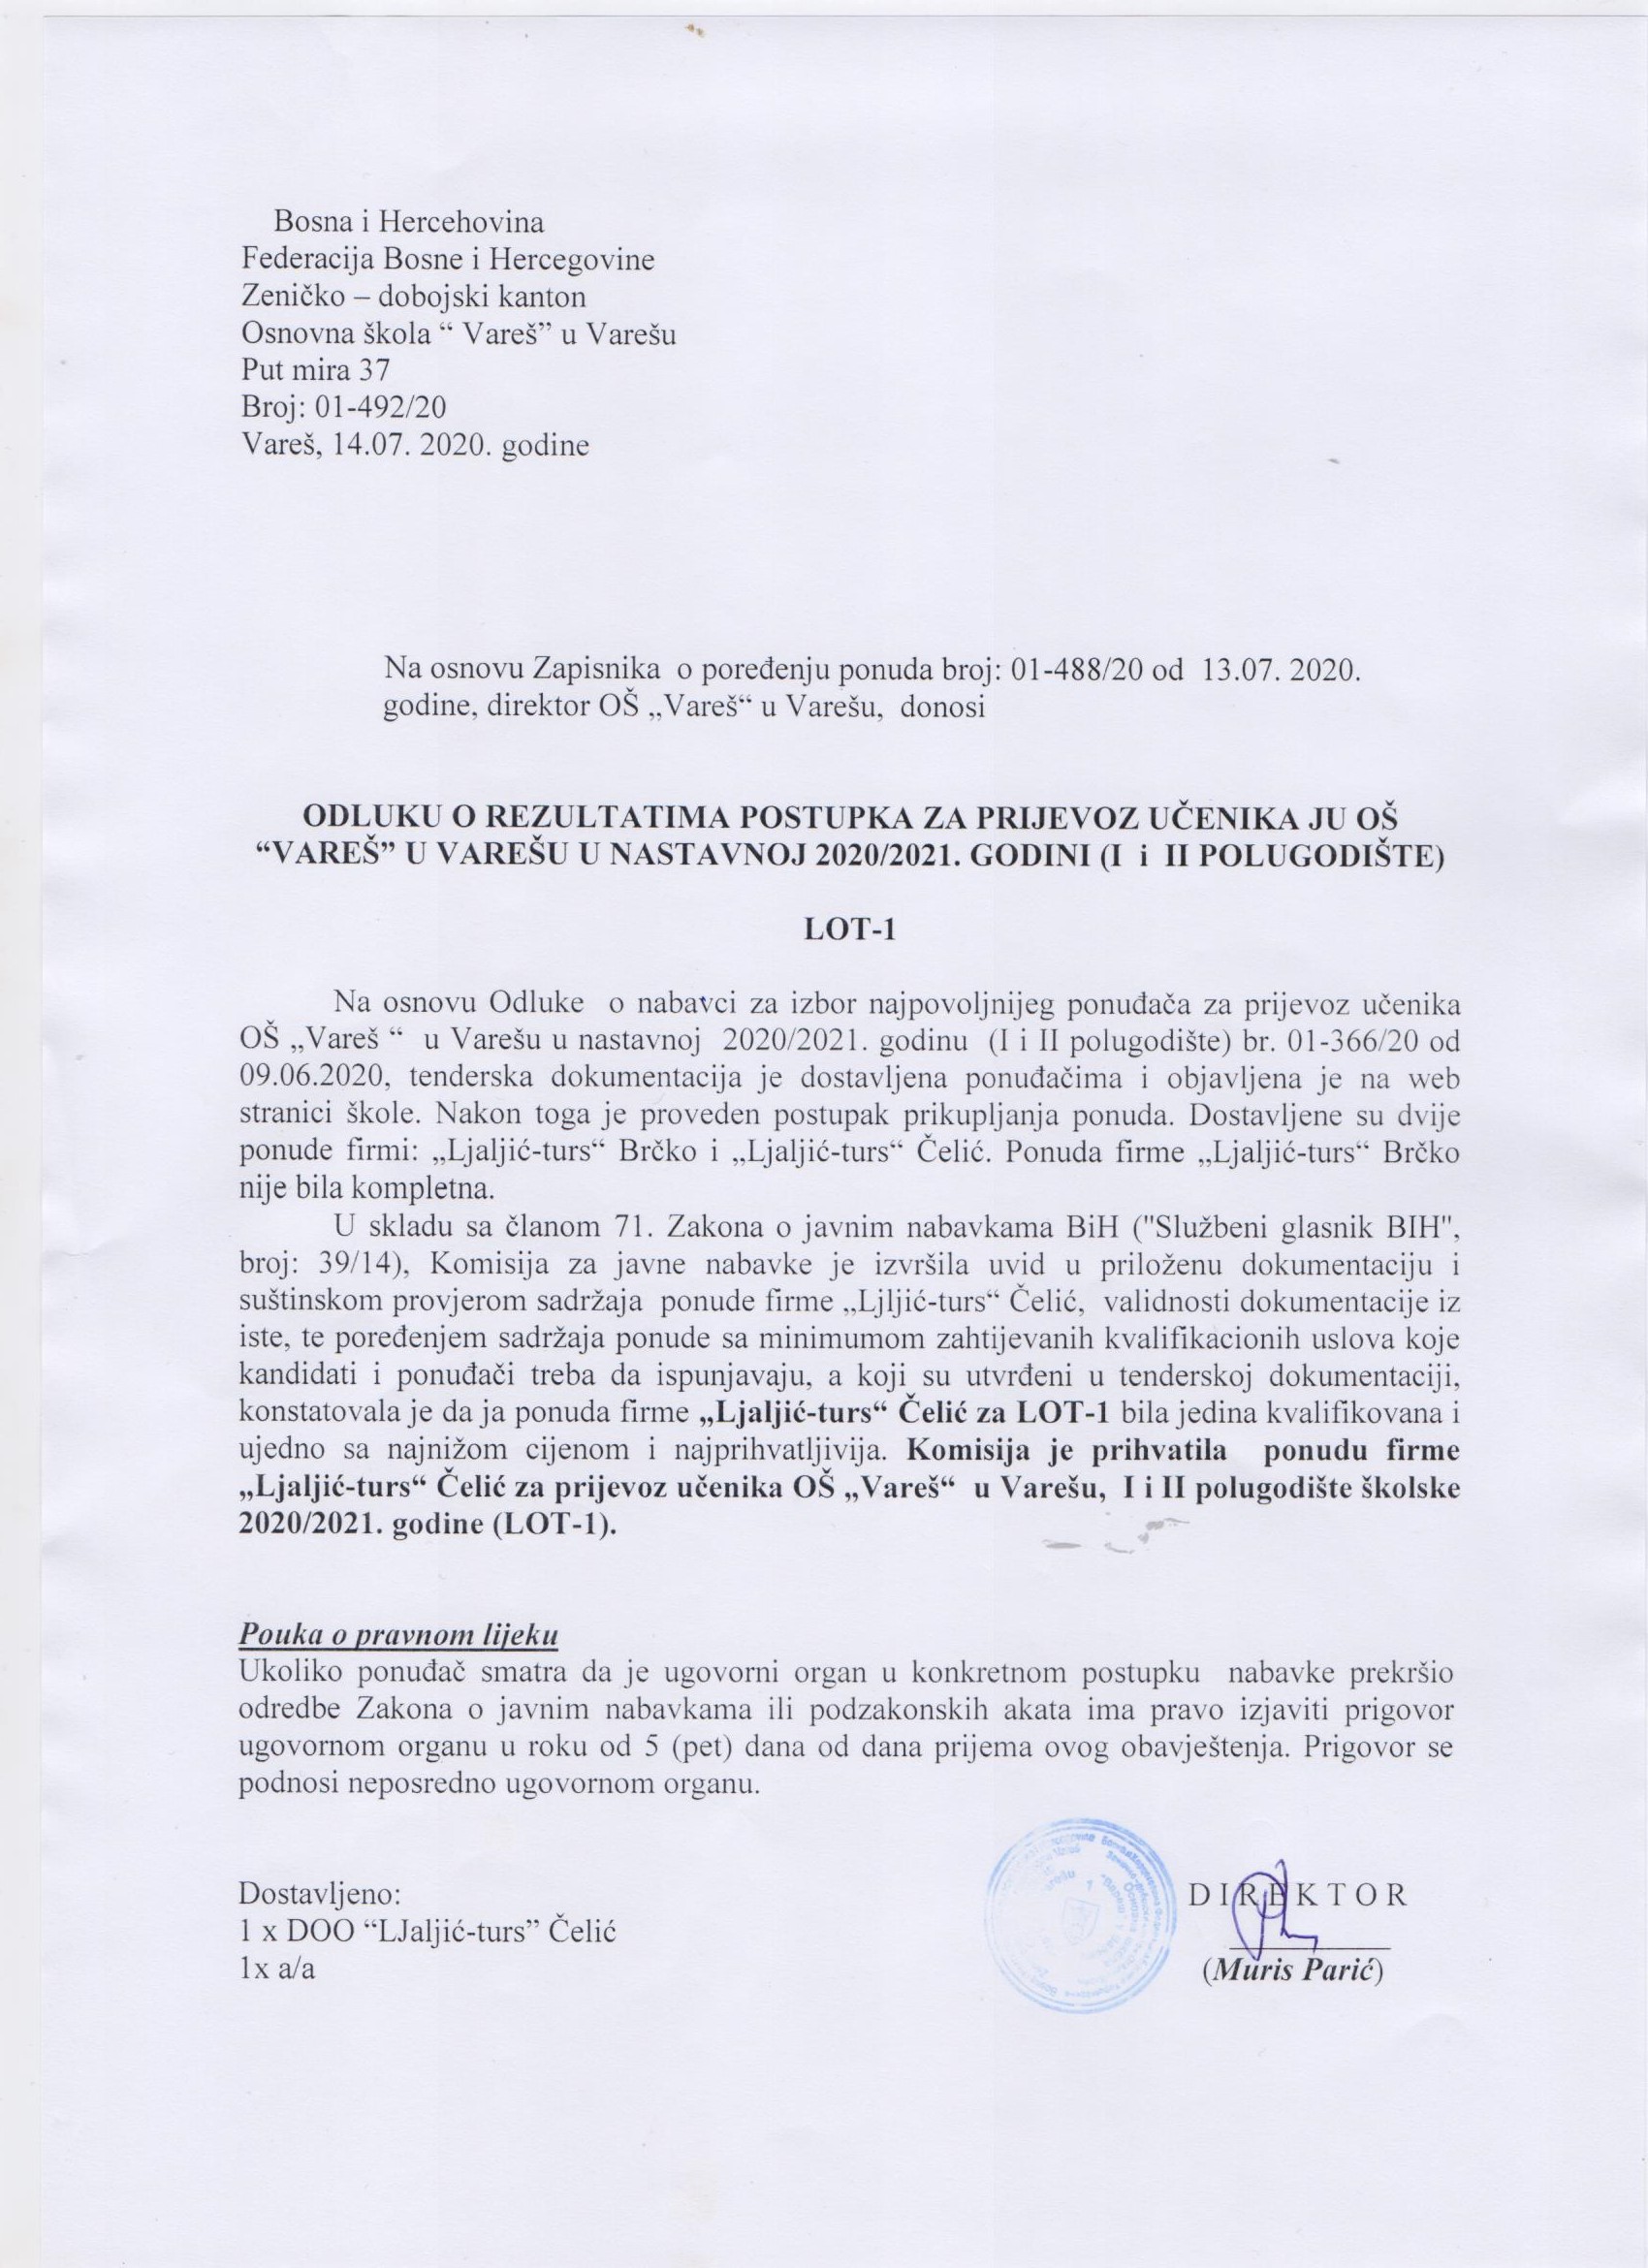 Bosna i Hercehovina
Federacija Bosne i Hercegovine
Zeničko – dobojski kanton
Osnovna škola “ Vareš” u Varešu
Put mira 37
Broj: 01-492/20
Vareš, 14.07. 2020. godine
Na osnovu Zapisnika o poređenju ponuda broj: 01-488/20 od 13.07. 2020.
godine, direktor OŠ „Vareš“ u Varešu, donosi
ODLUKU O REZULTATIMA POSTUPKA ZA PRIJEVOZ UČENIKA JU OŠ
“VAREŠ” U VAREŠU U NASTAVNOJ 2020/2021. GODINI (I i II POLUGODIŠTE)
LOT-1
Na osnovu Odluke o nabavci za izbor najpovoljnijeg ponuđača za prijevoz učenika
OŠ „Vareš “ u Varešu u nastavnoj 2020/2021. godinu (I i II polugodište) br. 01-366/20 od
09.06.2020, tenderska dokumentacija je dostavljena ponuđačima i objavljena je na web
stranici škole. Nakon toga je proveden postupak prikupljanja ponuda. Dostavljene su dvije
ponude firmi: „Ljaljić-turs“ Brčko i „Ljaljić-turs“ Čelić. Ponuda firme „Ljaljić-turs“ Brčko
nije bila kompletna.
U skladu sa članom 71. Zakona o javnim nabavkama BiH ("Službeni glasnik BIH",
broj: 39/14), Komisija za javne nabavke je izvršila uvid u priloženu dokumentaciju i
suštinskom provjerom sadržaja ponude firme „Ljljić-turs“ Čelić, validnosti dokumentacije iz
iste, te poređenjem sadržaja ponude sa minimumom zahtijevanih kvalifikacionih uslova koje
kandidati i ponuđači treba da ispunjavaju, a koji su utvrđeni u tenderskoj dokumentaciji,
konstatovala je da ja ponuda firme „Ljaljić-turs“ Čelić za LOT-1 bila jedina kvalifikovana i
ujedno sa najnižom cijenom i najprihvatljivija. Komisija je prihvatila ponudu firme
„Ljaljić-turs“ Čelić za prijevoz učenika OŠ „Vareš“ u Varešu, I i II polugodište školske
2020/2021. godine (LOT-1).
Pouka o pravnom lijeku
Ukoliko ponuđač smatra da je ugovorni organ u konkretnom postupku nabavke prekršio
odredbe Zakona o javnim nabavkama ili podzakonskih akata ima pravo izjaviti prigovor
ugovornom organu u roku od 5 (pet) dana od dana prijema ovog obavještenja. Prigovor se
podnosi neposredno ugovornom organu.
Dostavljeno:
1 x DOO “LJaljić-turs” Čelić
1x a/a
D I R E K T O R
(Muris Parić)